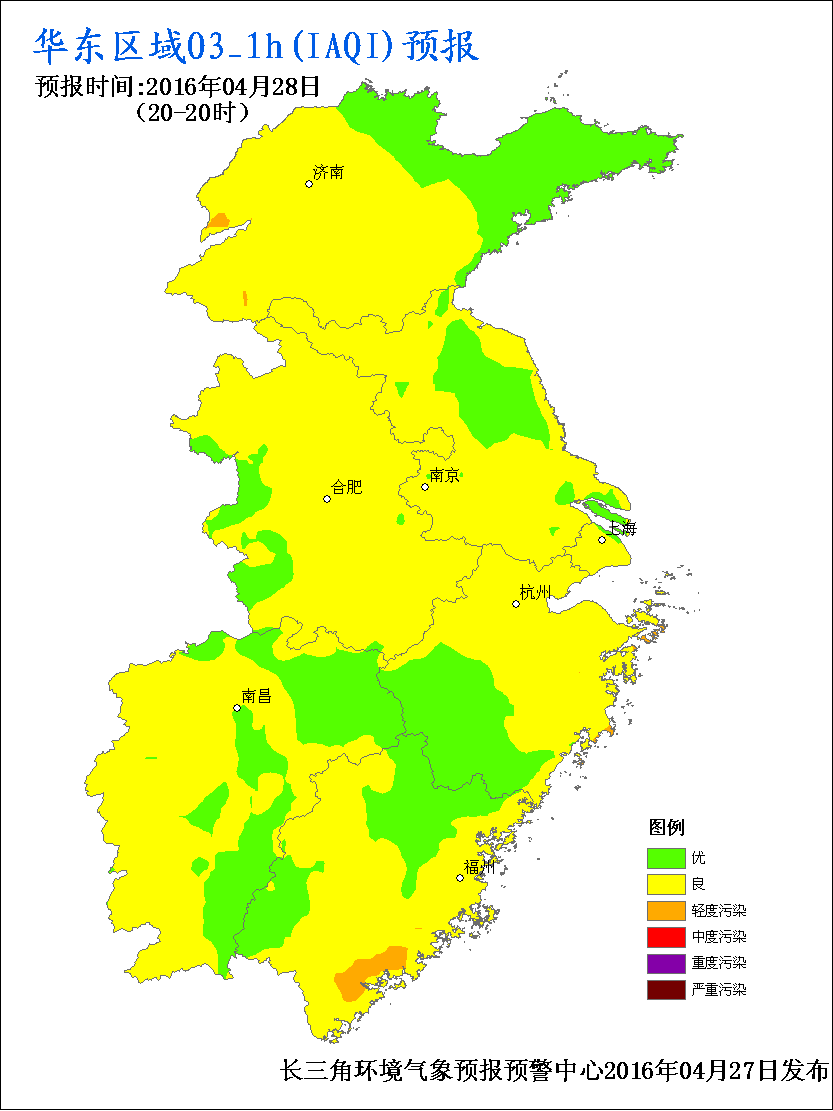 华东区域O3_1h(IAQI)预报
预报时间:2016年04月28日
(20-20时)
济南
南京
合肥
上海
杭州
南昌
福州
图例
优
良
轻度污染
中度污染
重度污染
严重污染
长三角环境气象预报预警中心2016年04月27日发布